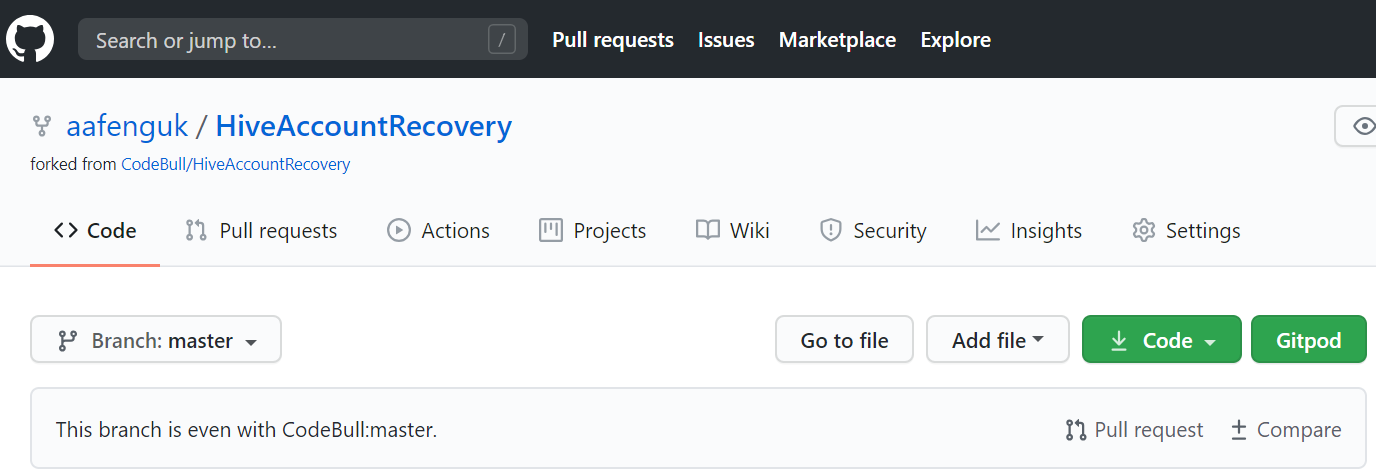 Search or jump to... /
Pull requests Issues Marketplace Explore
aafenguk / HiveAccountRecovery
forked from CodeBull/HiveAccountRecovery
Code Pull requests Actions Projects Wiki Security Insights Settings
Branch: master Go to file Add file Code Gitpod
This branch is even with CodeBull:master. Pull request Compare